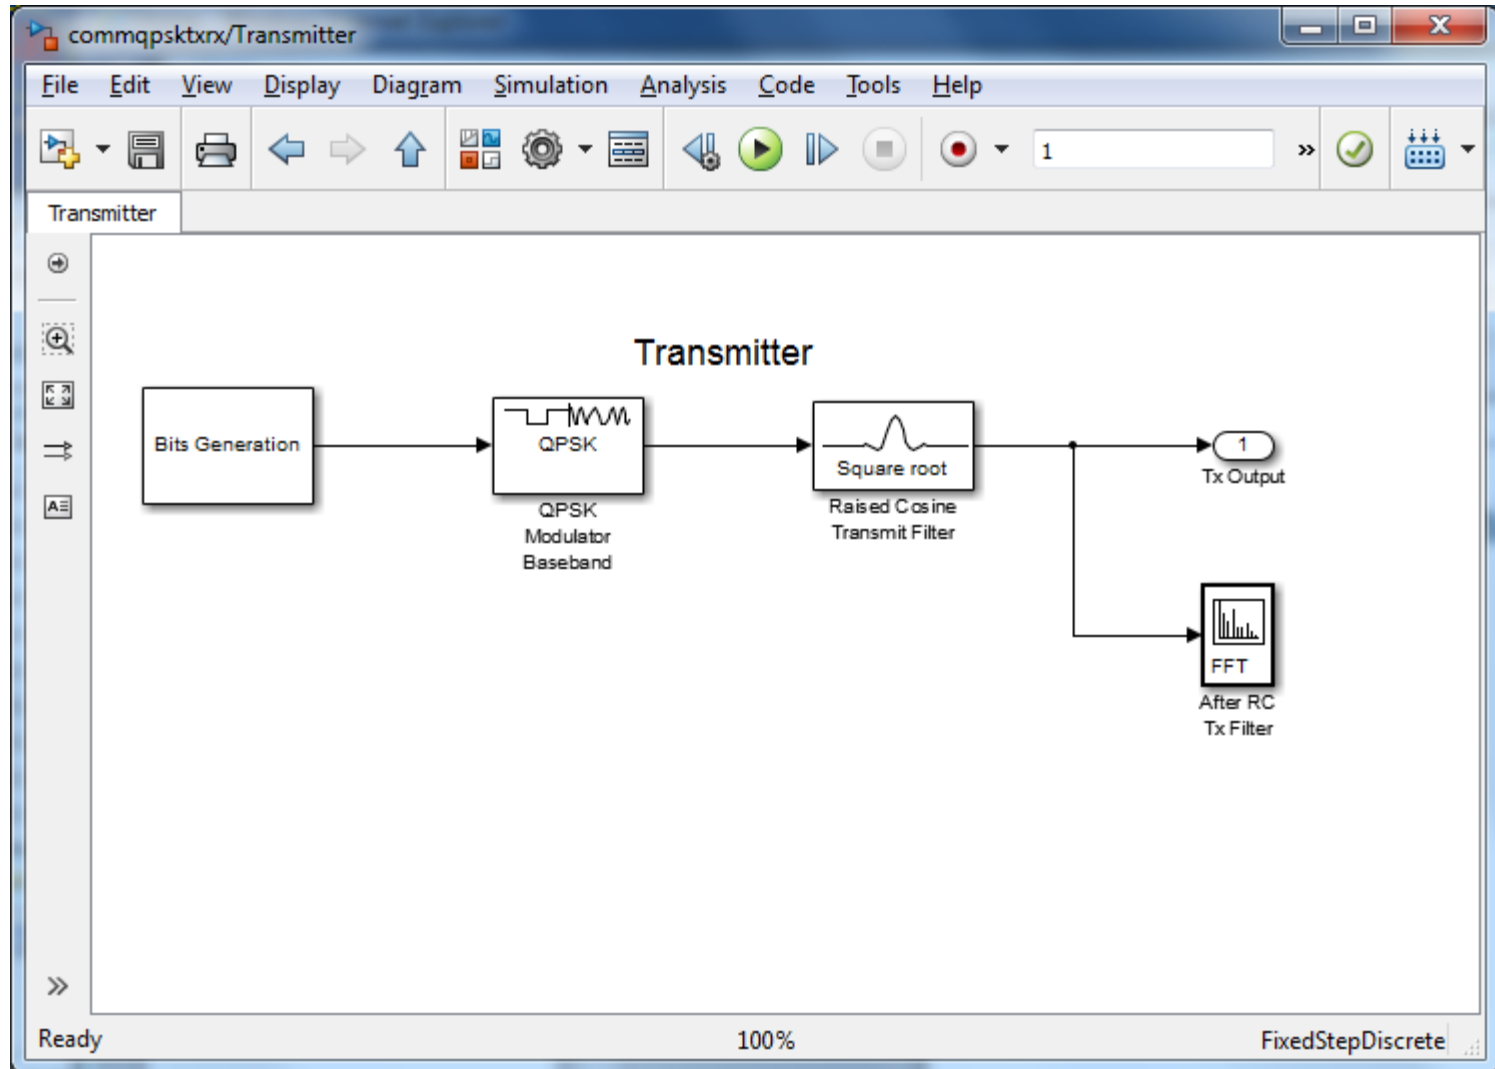 commqpsktxrx/Transmitter
File Edit View Display Diagram Simulation Analysis Code Tools Help
1
Transmitter
Transmitter
Bits Generation
QPSK
QPSK
Modulator
Baseband
Square root
Raised Cosine
Transmit Filter
1
Tx Output
FFT
After RC
Tx Filter
Ready
100%
FixedStepDiscrete